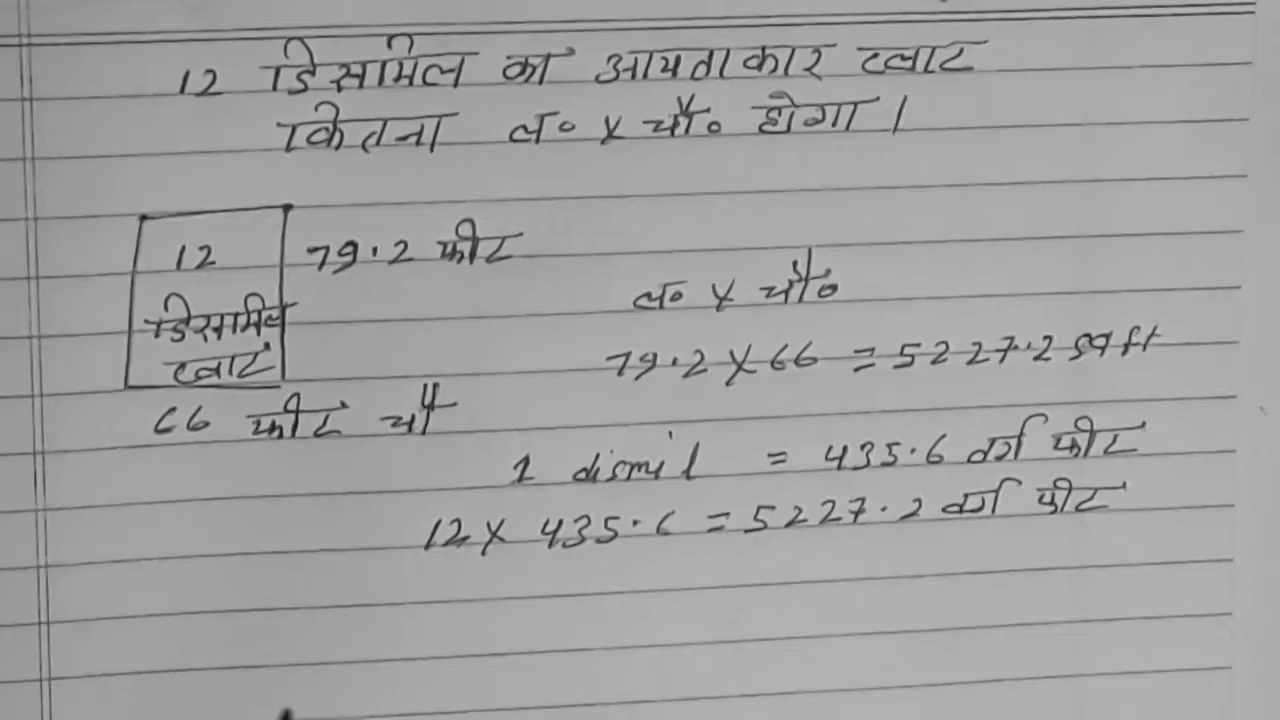 12 डिसमिल का आयताकार प्लाट
कितना ल० x चौ० होगा।
12
डिसमिल
प्लाट
79.2 फीट
66 फीट चौ
ल० x चौ०
79.2 x 66 = 5227.2 sq ft
1 dismil = 435.6 वर्ग फीट
12 x 435.6 = 5227.2 वर्ग फीट